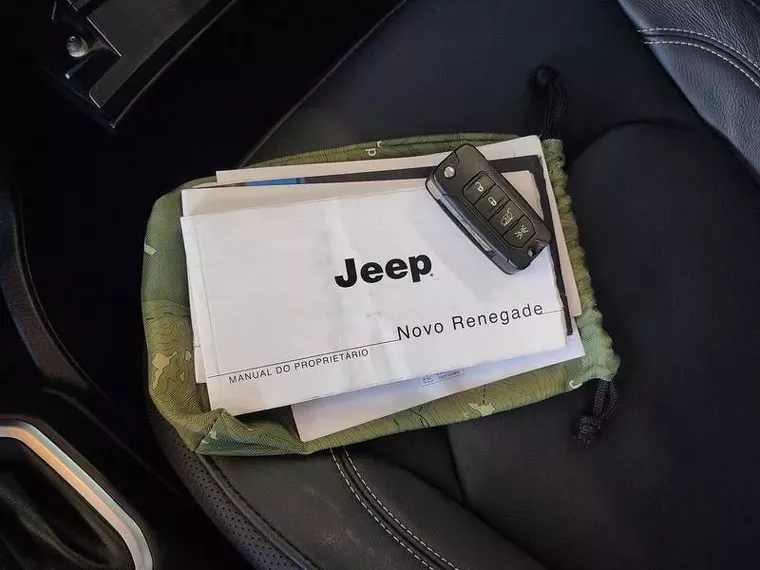 Jeep
Novo Renegade
MANUAL DO PROPRIETÁRIO